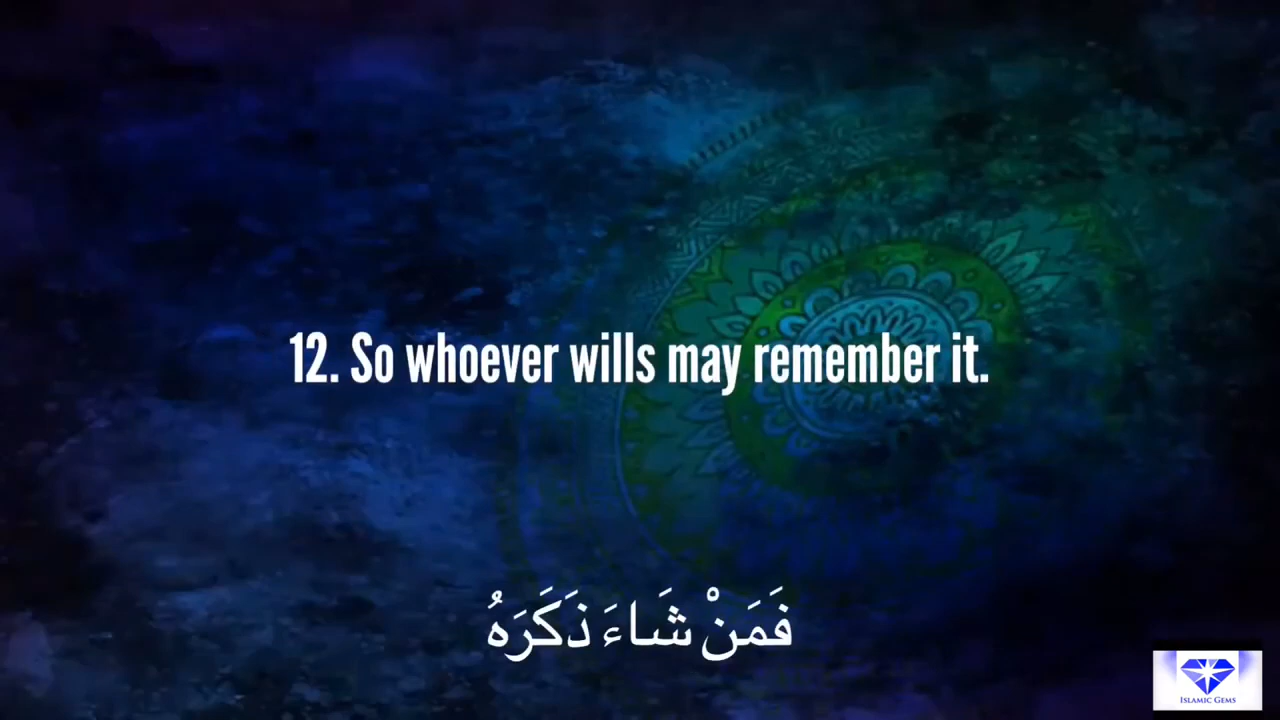 12. So whoever wills may remember it.
فَمَنْ شَاءَ ذَكَرَهُ
ISLAMIC GEMS